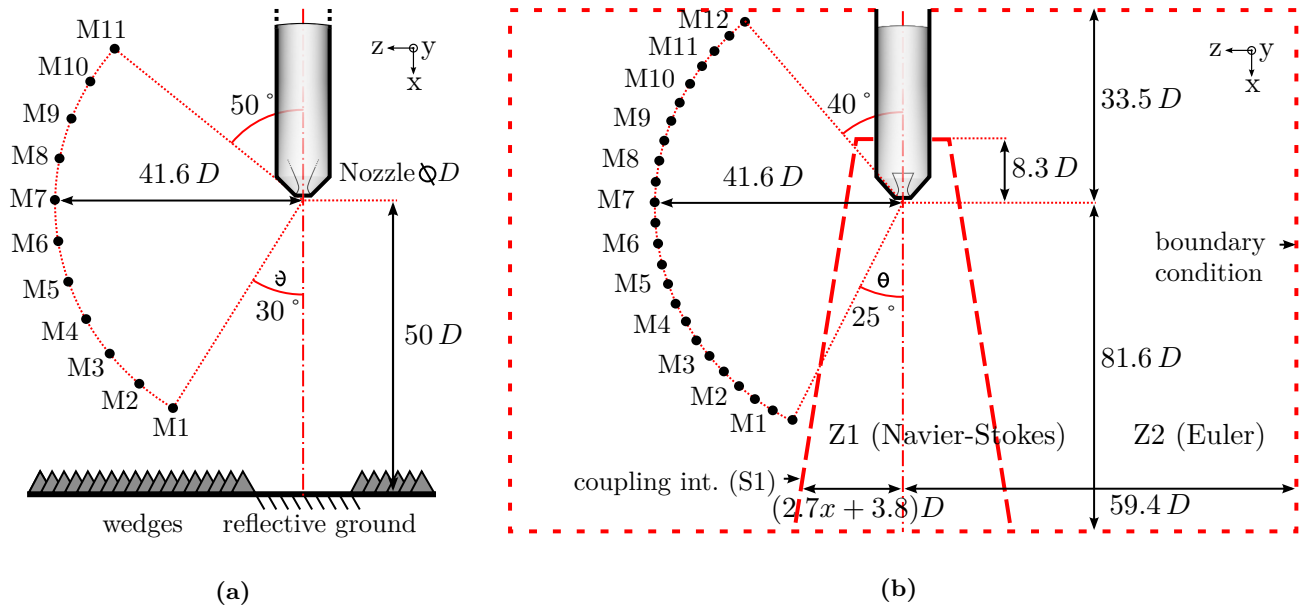 M11
M10
M9
M8
M7
M6
M5
M4
M3
M2
M1
50 °
z y
x
41.6 D
Nozzle Ø D
ϑ
30 °
50 D
wedges reflective ground
(a)
M12
M11
M10
M9
M8
M7
M6
M5
M4
M3
M2
M1
40 °
z y
x
33.5 D
8.3 D
41.6 D
boundary
condition
θ
25 °
81.6 D
Z1 (Navier-Stokes) Z2 (Euler)
coupling int. (S1)
(2.7x + 3.8)D
59.4 D
(b)